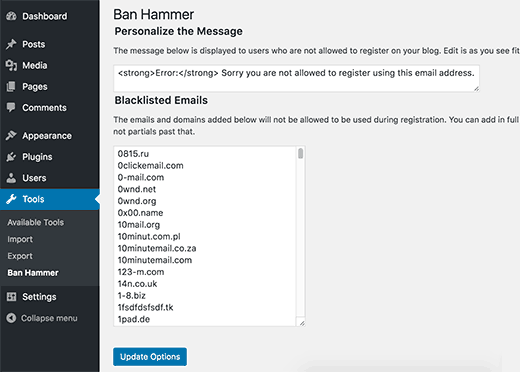 Dashboard
Posts
Media
Pages
Comments
Appearance
Plugins
Users
Tools
Available Tools
Import
Export
Ban Hammer
Settings
Collapse menu
Ban Hammer
Personalize the Message
The message below is displayed to users who are not allowed to register on your blog. Edit is as you see fit
<strong>Error:</strong> Sorry you are not allowed to register using this email address.
Blacklisted Emails
The emails and domains added below will not be allowed to be used during registration. You can add in full
not partials past that.
0815.ru
0clickemail.com
0-mail.com
0wnd.net
0wnd.org
0x00.name
10mail.org
10minut.com.pl
10minutemail.co.za
10minutemail.com
123-m.com
14n.co.uk
1-8.biz
1fsdfdsfsdf.tk
1pad.de
Update Options